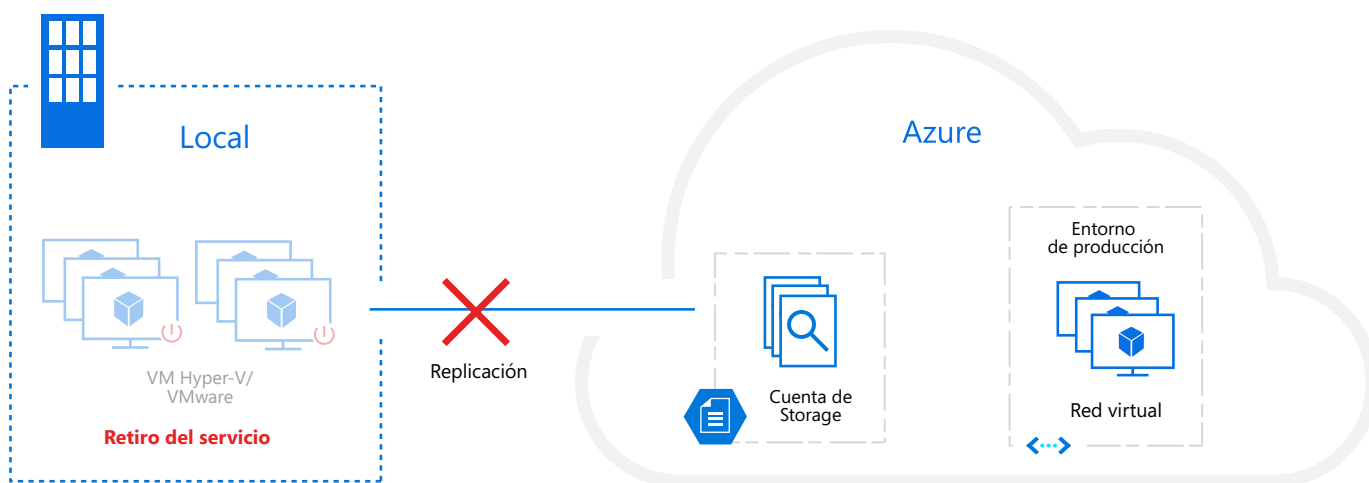 Local
VM Hyper-V/
VMware
Retiro del servicio
Replicación
Azure
Cuenta de
Storage
Entorno
de producción
Red virtual